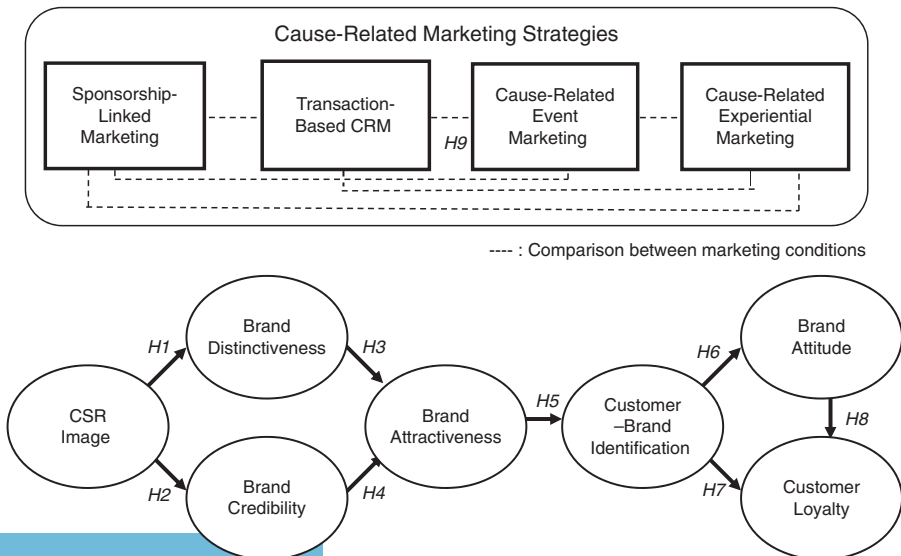 Cause-Related Marketing Strategies
Sponsorship-
Linked
Marketing
Transaction-
Based CRM
Cause-Related
Event
Marketing
Cause-Related
Experiential
Marketing
H9
---- : Comparison between marketing conditions
CSR
Image
H1
H2
Brand
Distinctiveness
Brand
Credibility
H3
H4
Brand
Attractiveness
H5
Customer
–Brand
Identification
H6
H7
Brand
Attitude
H8
Customer
Loyalty